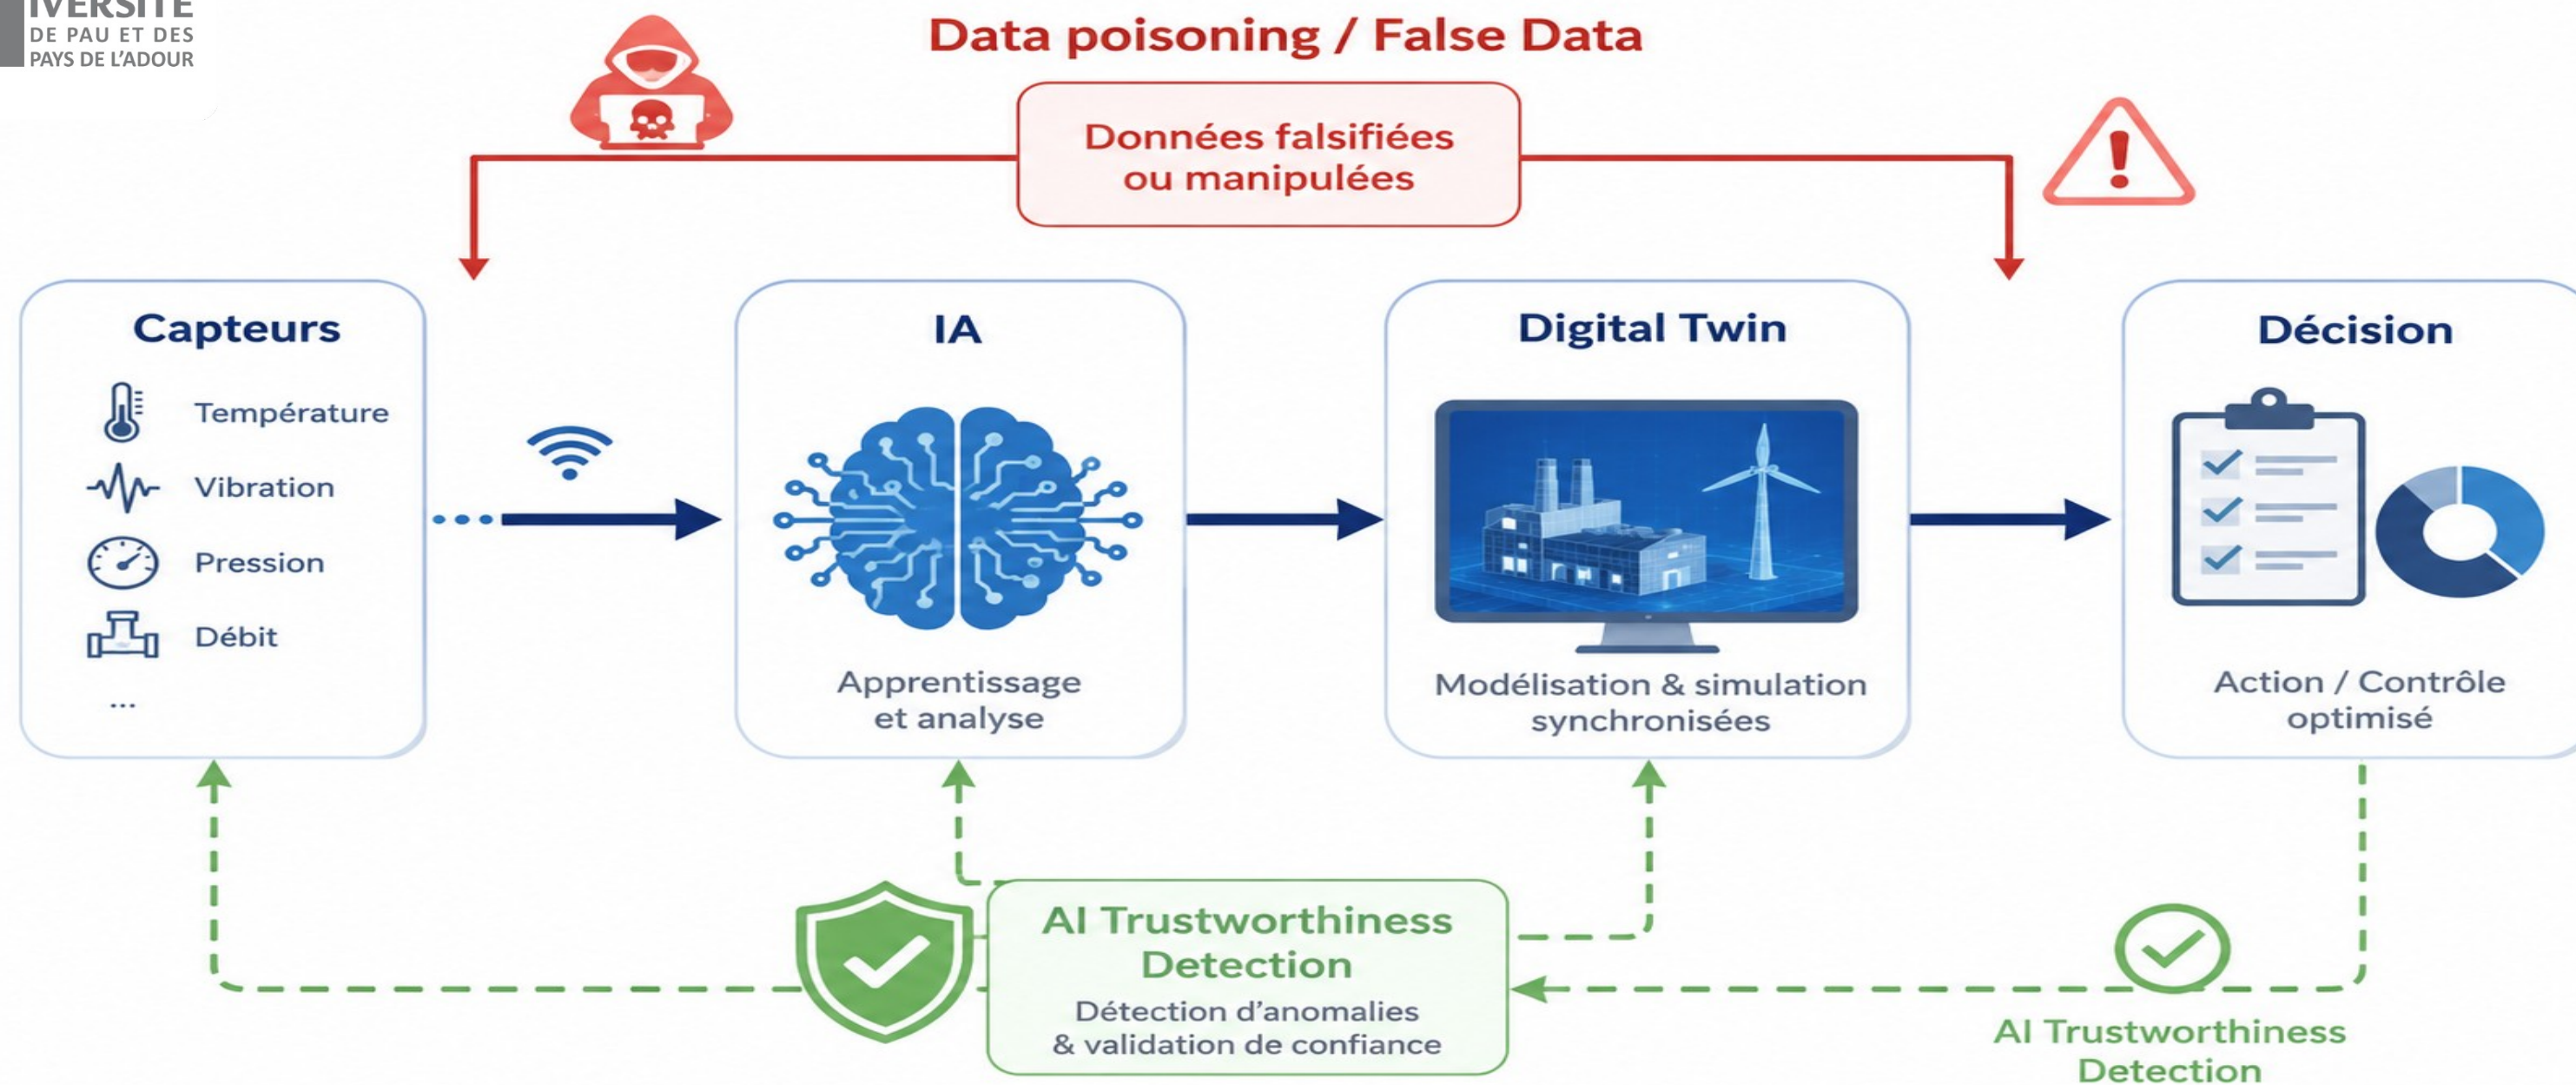 IVERSITÉ
DE PAU ET DES
PAYS DE L'ADOUR
Data poisoning / False Data
Données falsifiées
ou manipulées
Capteurs
Température
Vibration
Pression
Débit
...
IA
Apprentissage
et analyse
Digital Twin
Modélisation & simulation
synchronisées
Décision
Action / Contrôle
optimisé
AI Trustworthiness
Detection
Détection d'anomalies
& validation de confiance
AI Trustworthiness
Detection